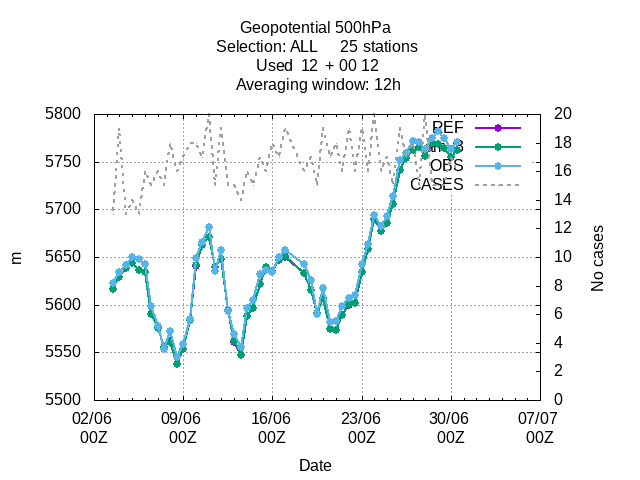 Geopotential 500hPa
Selection: ALL 25 stations
Used 12 + 00 12
Averaging window: 12h
5800
5750
5700
5650
5600
5550
5500
m
20
18
16
14
12
10
8
6
4
2
0
No cases
REF
OBS
CASES
02/06 09/06 16/06 23/06 30/06 07/07
00Z 00Z 00Z 00Z 00Z 00Z
Date